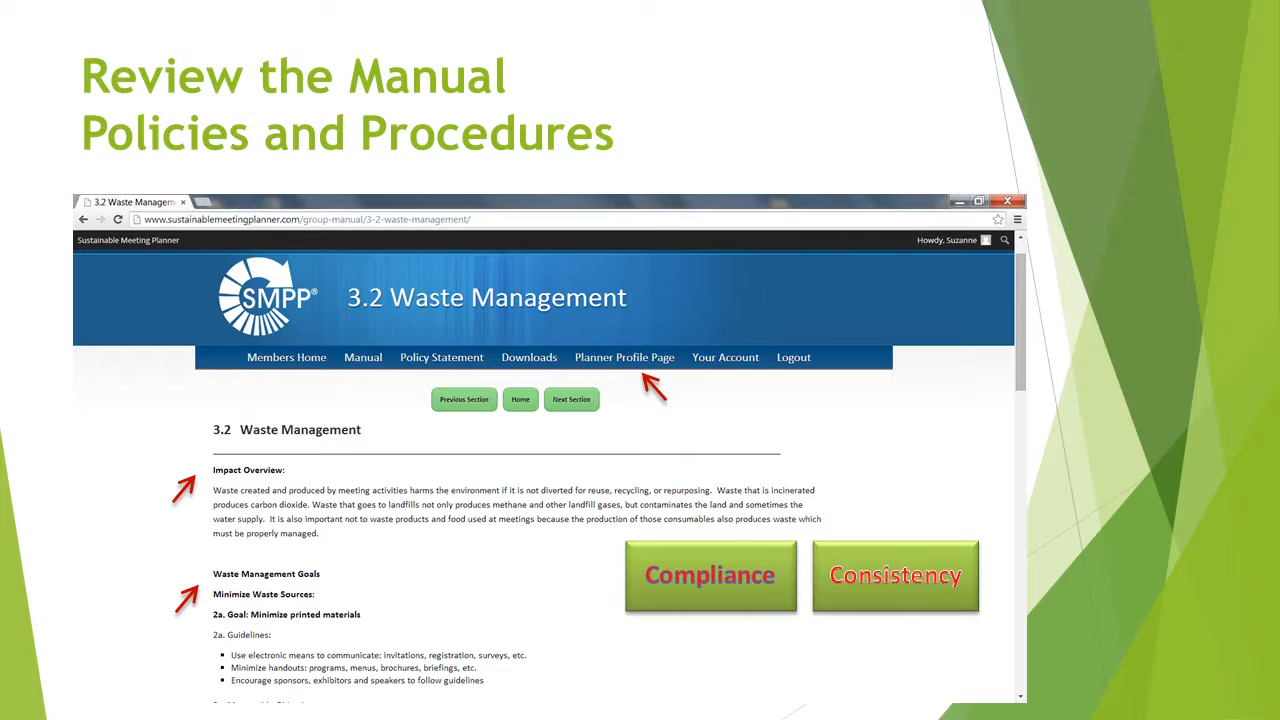 Review the Manual
Policies and Procedures
3.2 Waste Managem
www.sustainablemeetingplanner.com/group-manual/3-2-waste-management/
Sustainable Meeting Planner
Howdy, Suzanne
SMPP®
3.2 Waste Management
Members Home Manual Policy Statement Downloads Planner Profile Page Your Account Logout
Previous Section Home Next Section
3.2 Waste Management
Impact Overview:
Waste created and produced by meeting activities harms the environment if it is not diverted for reuse, recycling, or repurposing. Waste that is incinerated
produces carbon dioxide. Waste that goes to landfills not only produces methane and other landfill gases, but contaminates the land and sometimes the
water supply. It is also important not to waste products and food used at meetings because the production of those consumables also produces waste which
must be properly managed.
Compliance
Consistency
Waste Management Goals
Minimize Waste Sources:
2a. Goal: Minimize printed materials
2a. Guidelines:
Use electronic means to communicate: invitations, registration, surveys, etc.
Minimize handouts: programs, menus, brochures, briefings, etc.
Encourage sponsors, exhibitors and speakers to follow guidelines